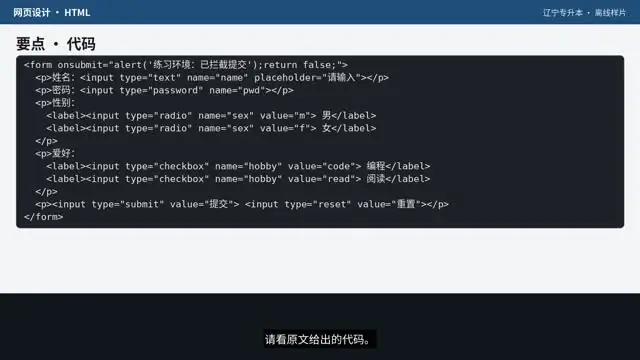 网页设计 • HTML
辽宁专升本 • 离线样片
要点 • 代码
<form onsubmit="alert('练习环境：已拦截提交');return false;">
  <p>姓名：<input type="text" name="name" placeholder="请输入"></p>
  <p>密码：<input type="password" name="pwd"></p>
  <p>性别：
    <label><input type="radio" name="sex" value="m"> 男</label>
    <label><input type="radio" name="sex" value="f"> 女</label>
  </p>
  <p>爱好：
    <label><input type="checkbox" name="hobby" value="code"> 编程</label>
    <label><input type="checkbox" name="hobby" value="read"> 阅读</label>
  </p>
  <p><input type="submit" value="提交"> <input type="reset" value="重置"></p>
</form>
请看原文给出的代码。